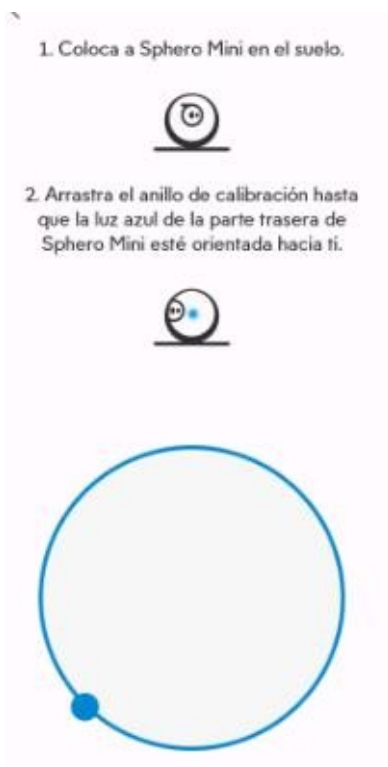 1. Coloca a Sphero Mini en el suelo.
2. Arrastra el anillo de calibración hasta
que la luz azul de la parte trasera de
Sphero Mini esté orientada hacia ti.